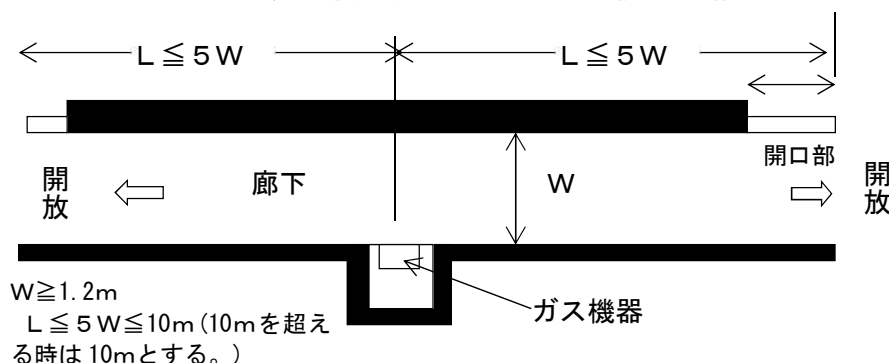 L≦5W
L≦5W
開口部
開放
廊下
W
開放
W≧1.2m
L≦5W≦10m(10mを超え
る時は10mとする。)
ガス機器